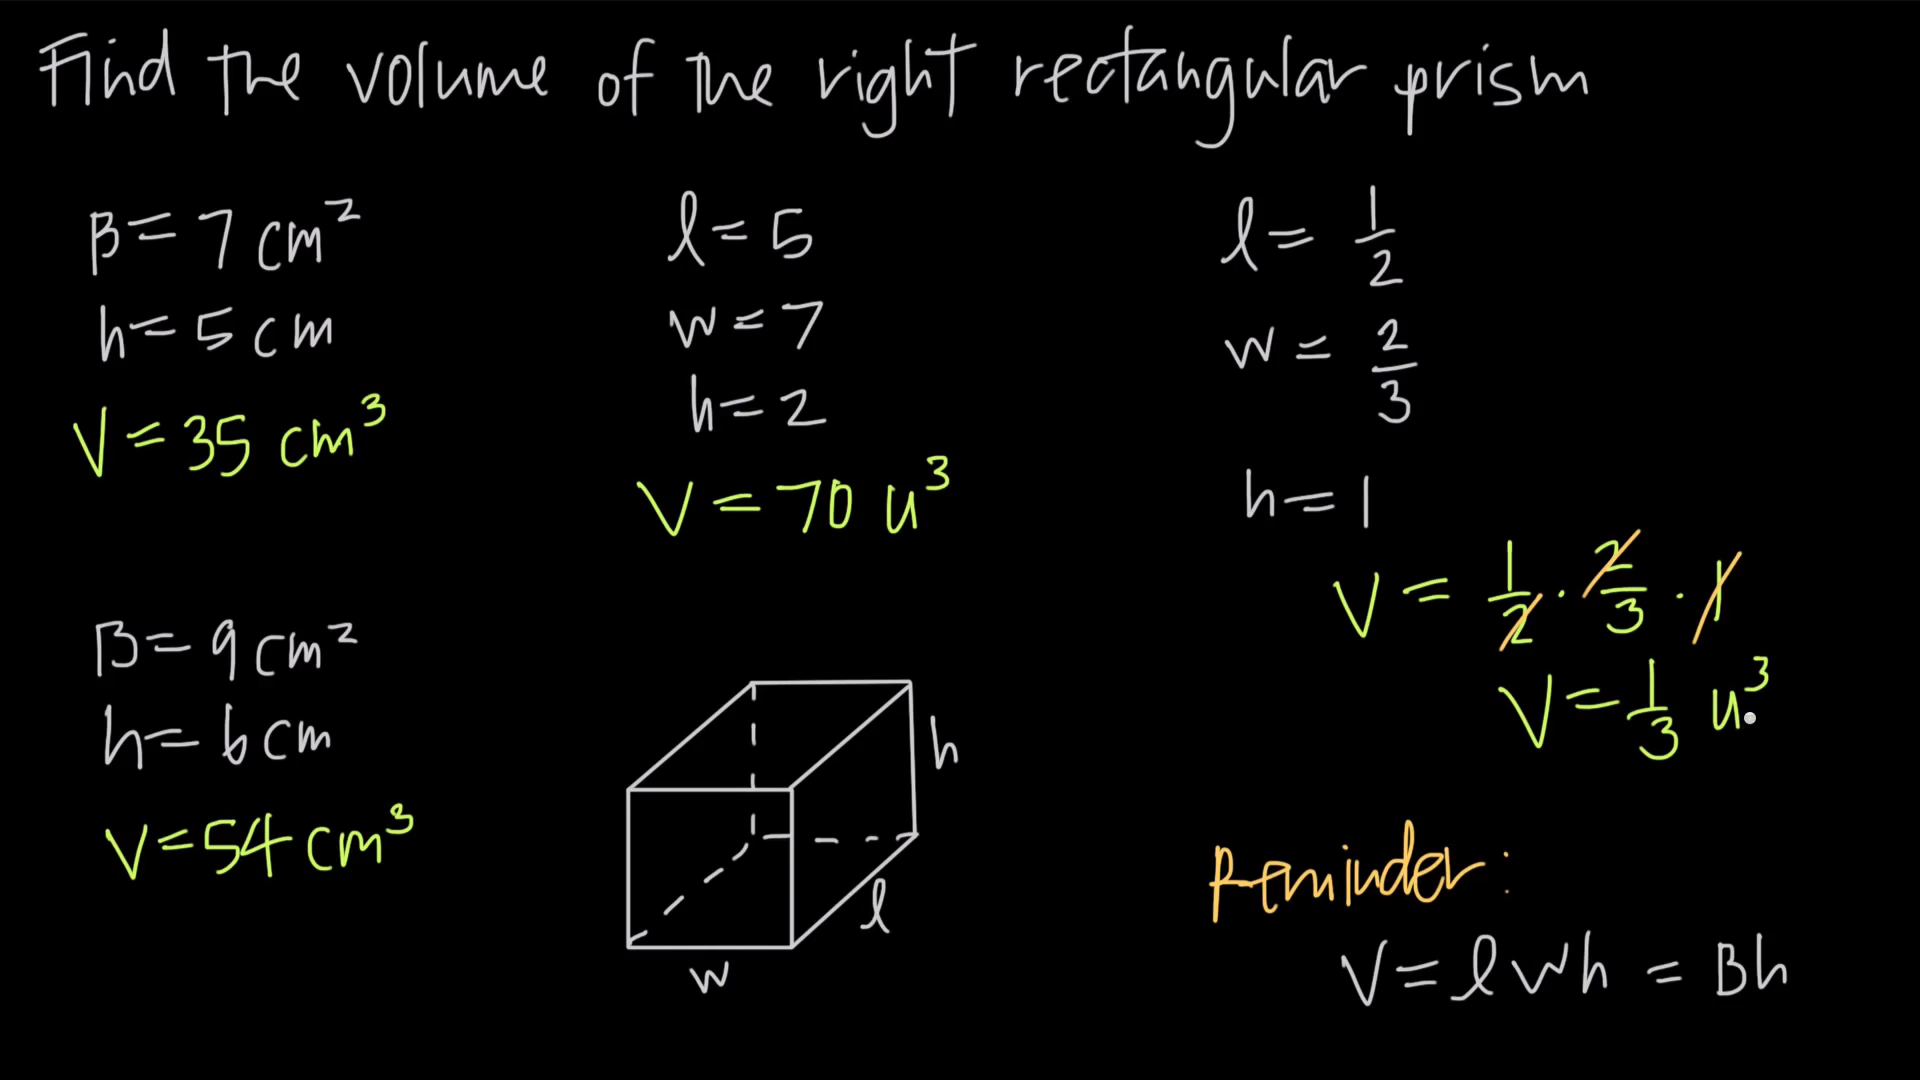 Find the volume of the right rectangular prism
B = 7 cm²
h = 5 cm
V = 35 cm³
B = 9 cm²
h = 6 cm
V = 54 cm³
l = 5
w = 7
h = 2
V = 70 u³
h
l
w
l = 1/2
w = 2/3
h = 1
V = 1/2 · 2/3 · 1
V = 1/3 u³
Reminder:
V = l w h = Bh